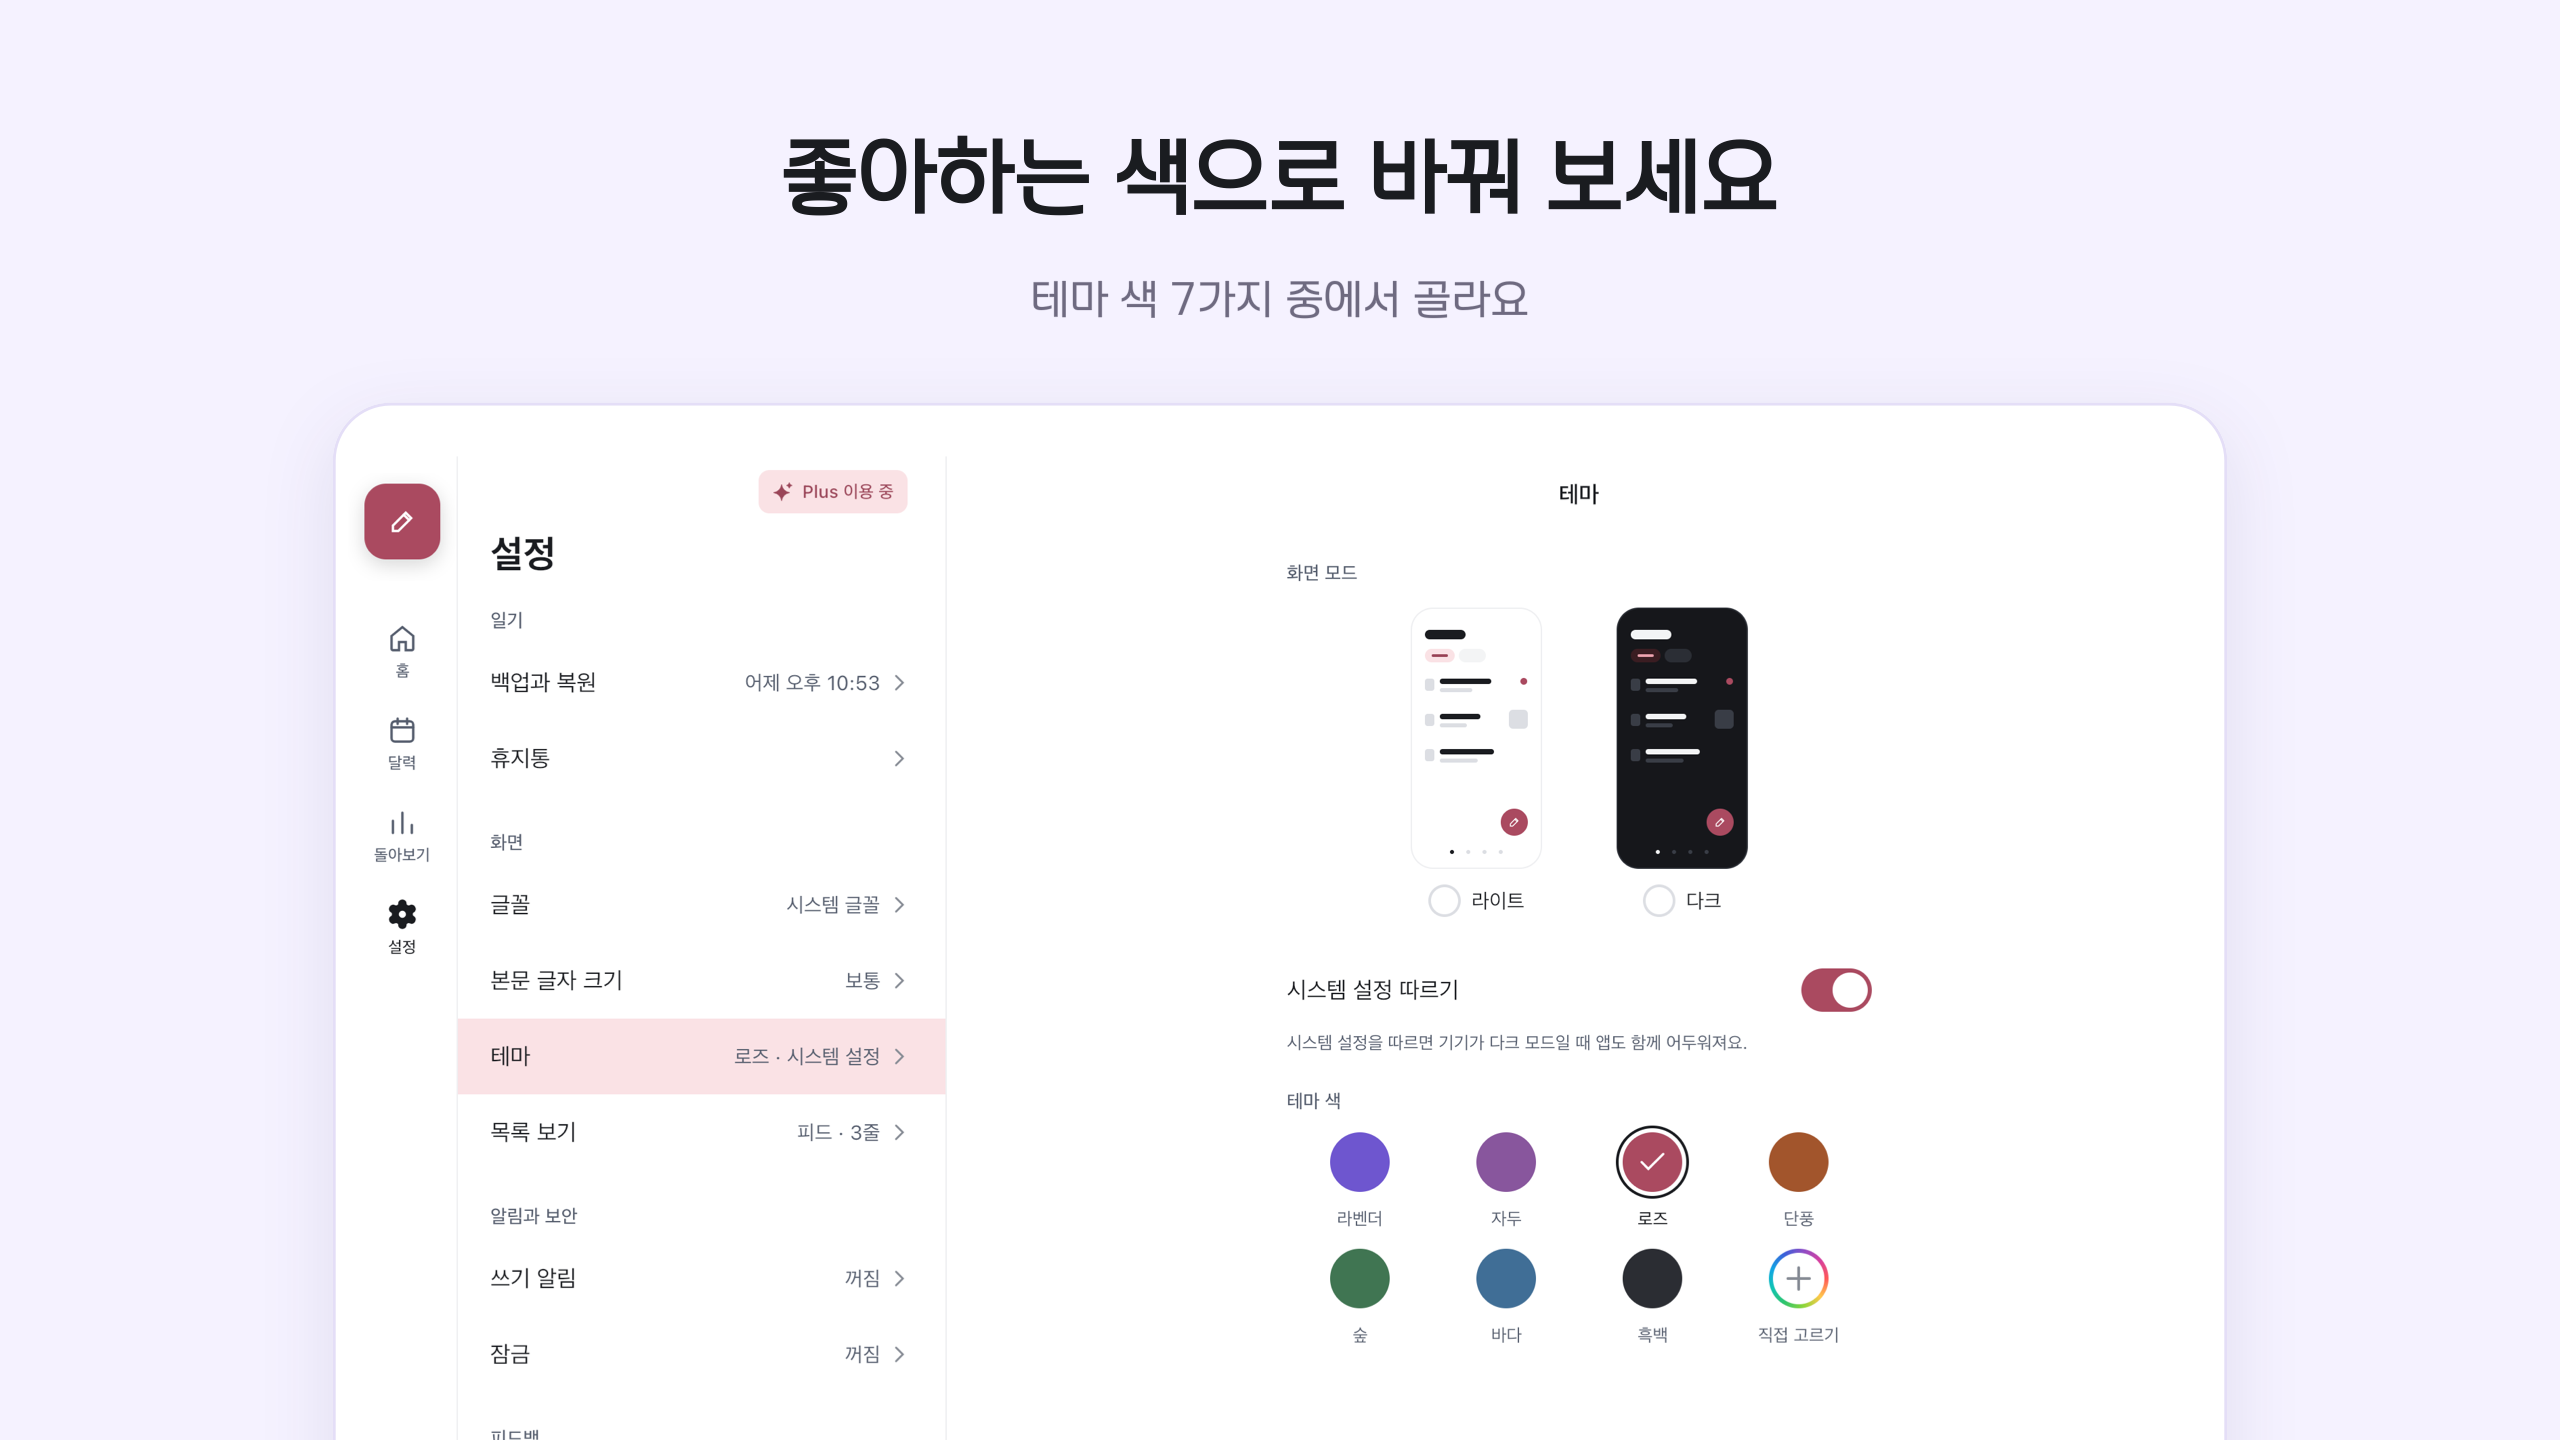 좋아하는 색으로 바꿔 보세요
테마 색 7가지 중에서 골라요
홈
달력
돌아보기
설정
Plus 이용 중
설정
일기
백업과 복원 어제 오후 10:53
휴지통
화면
글꼴 시스템 글꼴
본문 글자 크기 보통
테마 로즈 · 시스템 설정
목록 보기 피드 · 3줄
알림과 보안
쓰기 알림 꺼짐
잠금 꺼짐
피드백
테마
화면 모드
라이트 다크
시스템 설정 따르기
시스템 설정을 따르면 기기가 다크 모드일 때 앱도 함께 어두워져요.
테마 색
라벤더 자두 로즈 단풍
숲 바다 흑백 직접 고르기